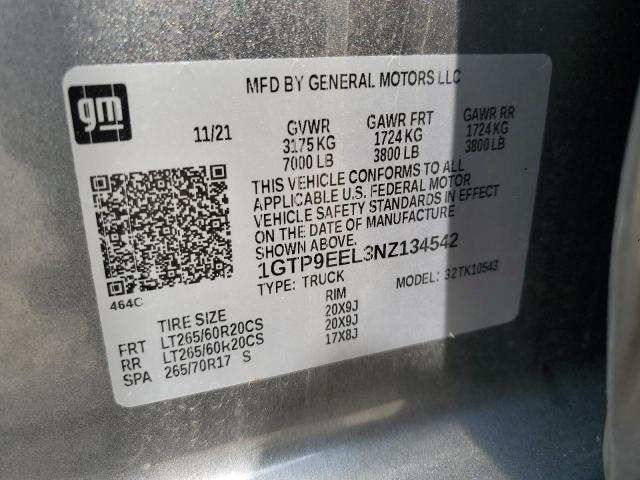 gm
MFD BY GENERAL MOTORS LLC
11/21
GVWR GAWR FRT GAWR RR
3175 KG 1724 KG 1724 KG
7000 LB 3800 LB 3800 LB
THIS VEHICLE CONFORMS TO ALL
APPLICABLE U.S. FEDERAL MOTOR
VEHICLE SAFETY STANDARDS IN EFFECT
ON THE DATE OF MANUFACTURE
SHOWN ABOVE.
1GTP9EEL3NZ134542
TYPE: TRUCK MODEL: 32TK10543
464C
TIRE SIZE RIM
FRT LT265/60R20CS 20X9J
RR LT265/60R20CS 20X9J
SPA 265/70R17 S 17X8J